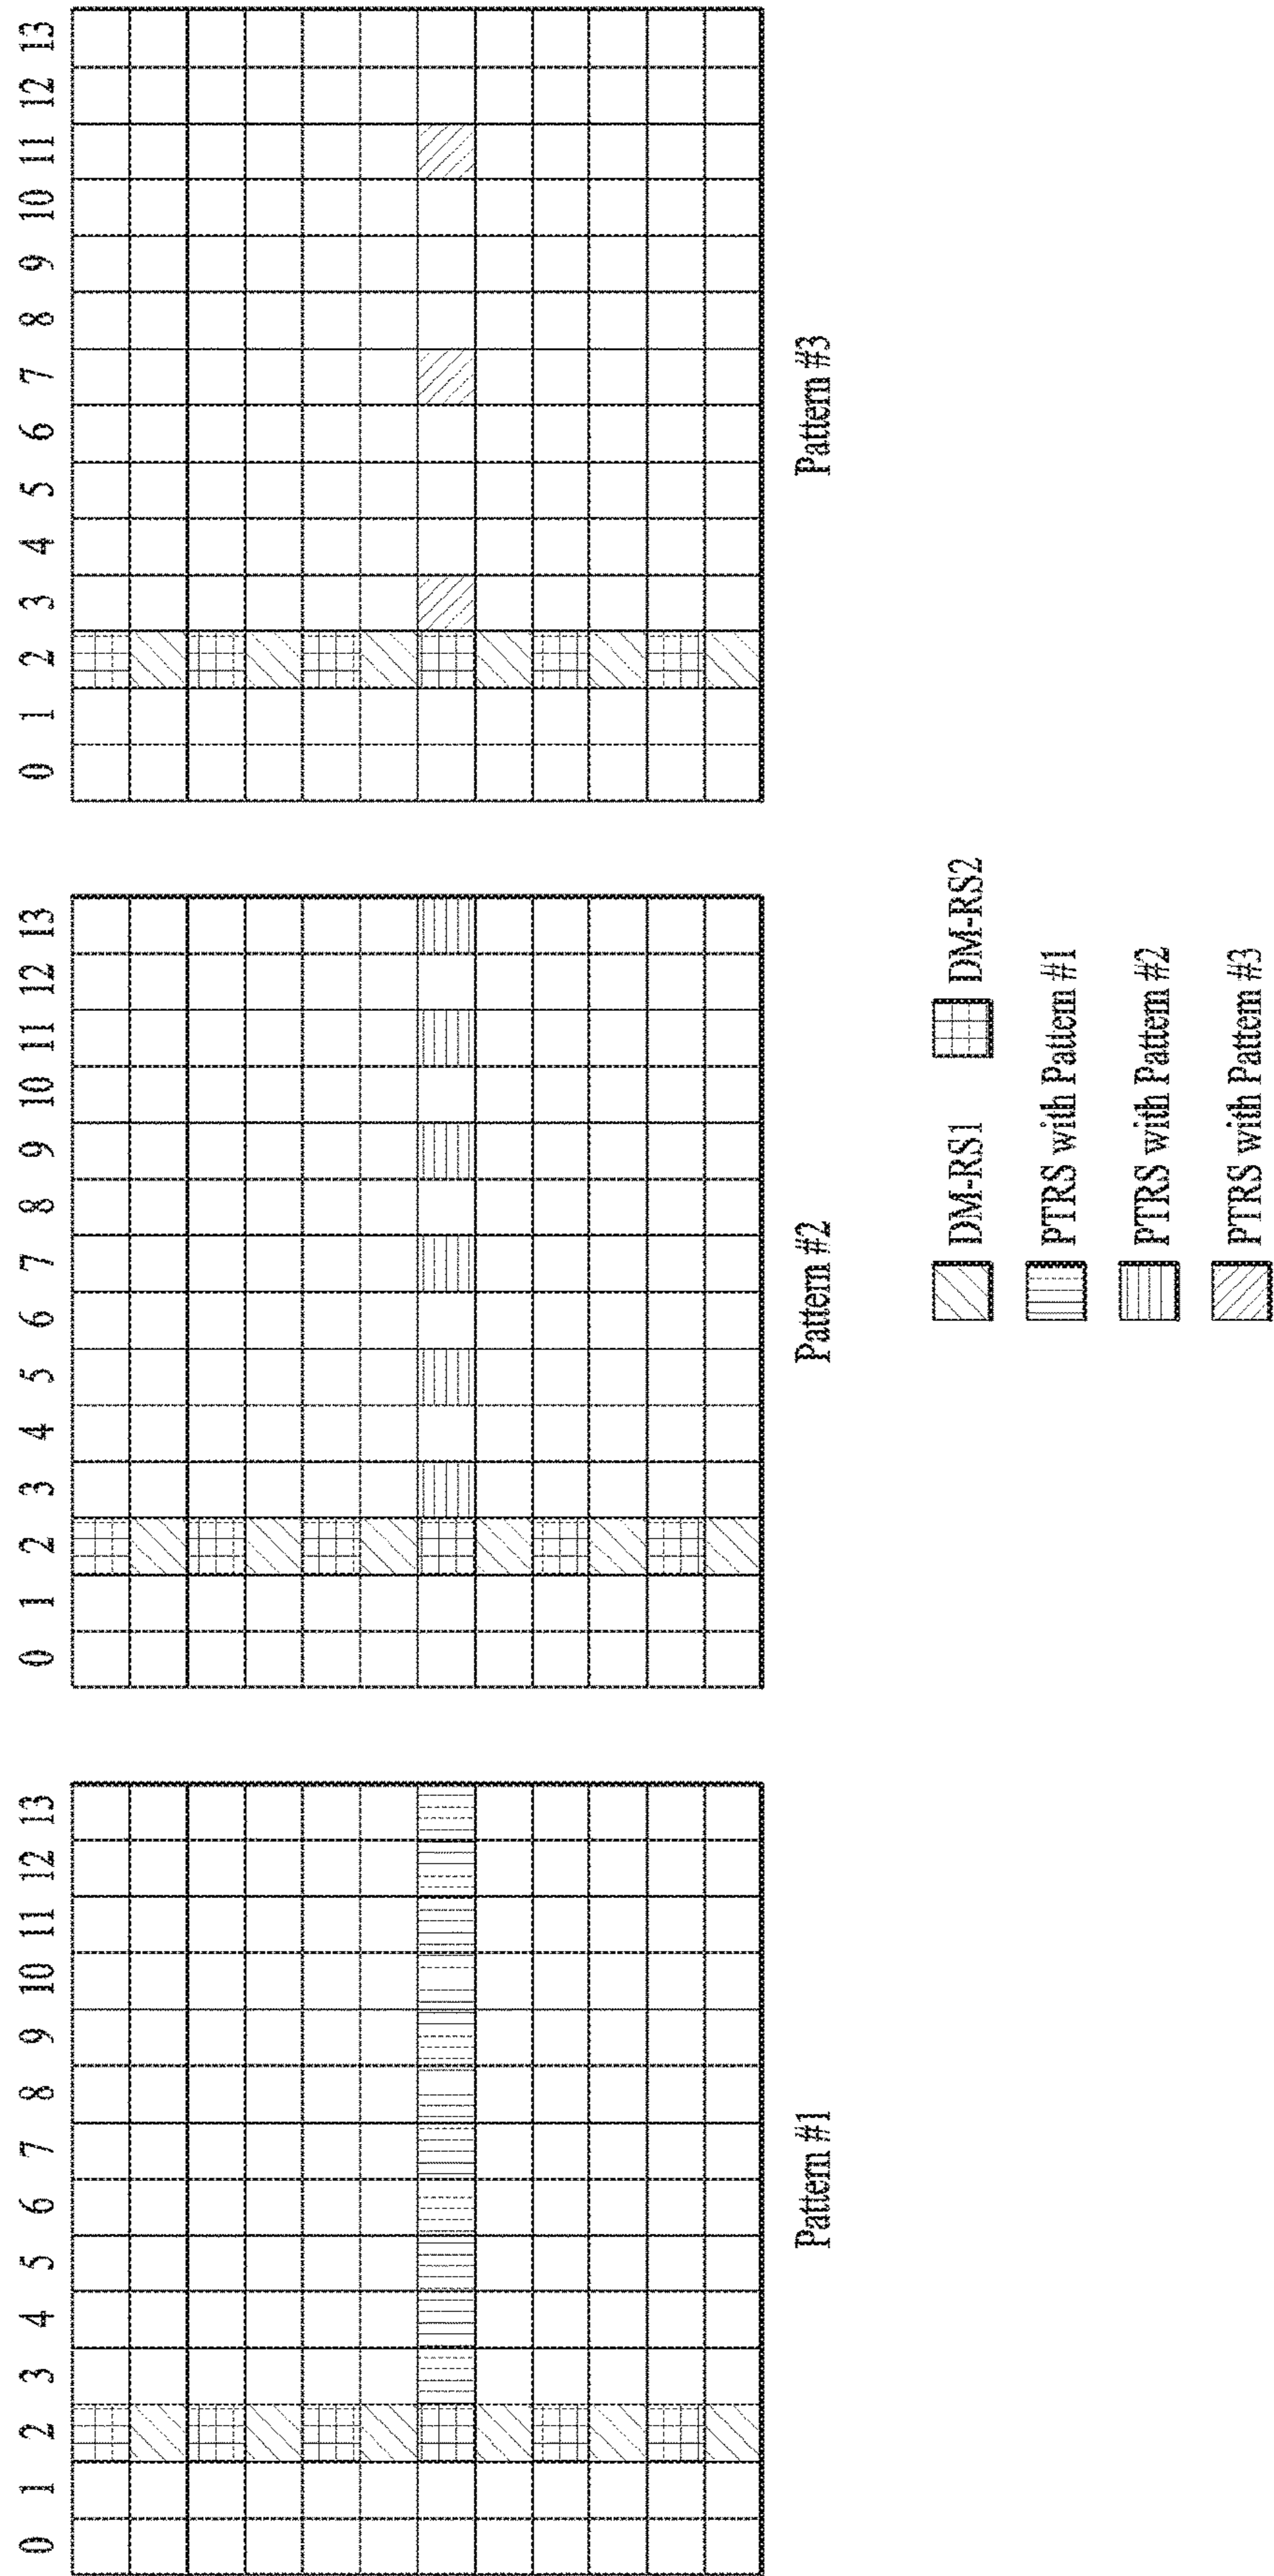 0 1 2 3 4 5 6 7 8 9 10 11 12 13
Pattern #1
0 1 2 3 4 5 6 7 8 9 10 11 12 13
Pattern #2
0 1 2 3 4 5 6 7 8 9 10 11 12 13
Pattern #3
DM-RS1 DM-RS2
PTRS with Pattern #1
PTRS with Pattern #2
PTRS with Pattern #3